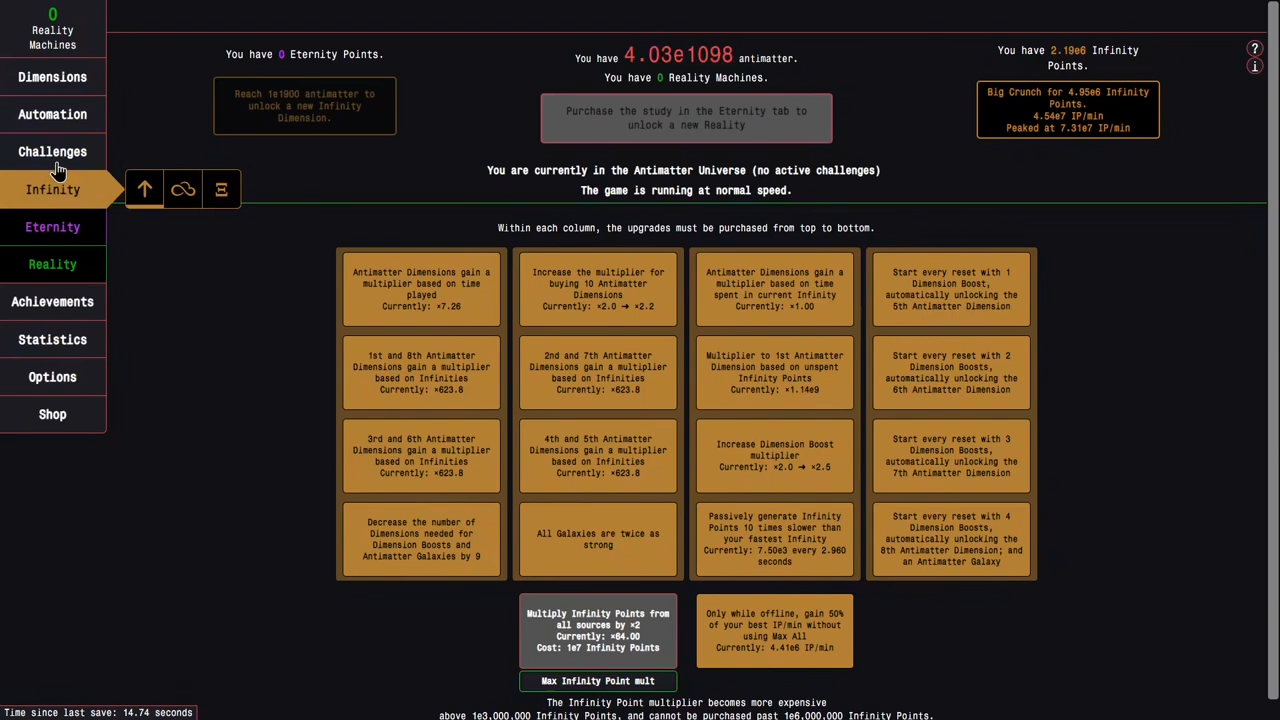 0
Reality
Machines
Dimensions
Automation
Challenges
Infinity
Eternity
Reality
Achievements
Statistics
Options
Shop
You have 0 Eternity Points.
Reach 1e1900 antimatter to
unlock a new Infinity
Dimension.
You have 4.03e1098 antimatter.
You have 0 Reality Machines.
Purchase the study in the Eternity tab to
unlock a new Reality
You have 2.19e6 Infinity
Points.
Big Crunch for 4.95e6 Infinity
Points.
4.54e7 IP/min
Peaked at 7.31e7 IP/min
?
i
You are currently in the Antimatter Universe (no active challenges)
The game is running at normal speed.
Within each column, the upgrades must be purchased from top to bottom.
Antimatter Dimensions gain a
multiplier based on time
played
Currently: ×7.26
Increase the multiplier for
buying 10 Antimatter
Dimensions
Currently: ×2.0 → ×2.2
Antimatter Dimensions gain a
multiplier based on time
spent in current Infinity
Currently: ×1.00
Start every reset with 1
Dimension Boost,
automatically unlocking the
5th Antimatter Dimension
1st and 8th Antimatter
Dimensions gain a multiplier
based on Infinities
Currently: ×623.8
2nd and 7th Antimatter
Dimensions gain a multiplier
based on Infinities
Currently: ×623.8
Multiplier to 1st Antimatter
Dimension based on unspent
Infinity Points
Currently: ×1.14e9
Start every reset with 2
Dimension Boosts,
automatically unlocking the
6th Antimatter Dimension
3rd and 6th Antimatter
Dimensions gain a multiplier
based on Infinities
Currently: ×623.8
4th and 5th Antimatter
Dimensions gain a multiplier
based on Infinities
Currently: ×623.8
Increase Dimension Boost
multiplier
Currently: ×2.0 → ×2.5
Start every reset with 3
Dimension Boosts,
automatically unlocking the
7th Antimatter Dimension
Decrease the number of
Dimensions needed for
Dimension Boosts and
Antimatter Galaxies by 9
All Galaxies are twice as
strong
Passively generate Infinity
Points 10 times slower than
your fastest Infinity
Currently: 7.50e3 every 2.960
seconds
Start every reset with 4
Dimension Boosts,
automatically unlocking the
8th Antimatter Dimension; and
an Antimatter Galaxy
Multiply Infinity Points from
all sources by ×2
Currently: ×64.00
Cost: 1e7 Infinity Points
Max Infinity Point mult
Only while offline, gain 50%
of your best IP/min without
using Max All
Currently: 4.41e6 IP/min
The Infinity Point multiplier becomes more expensive
above 1e3,000,000 Infinity Points, and cannot be purchased past 1e6,000,000 Infinity Points.
Time since last save: 14.74 seconds